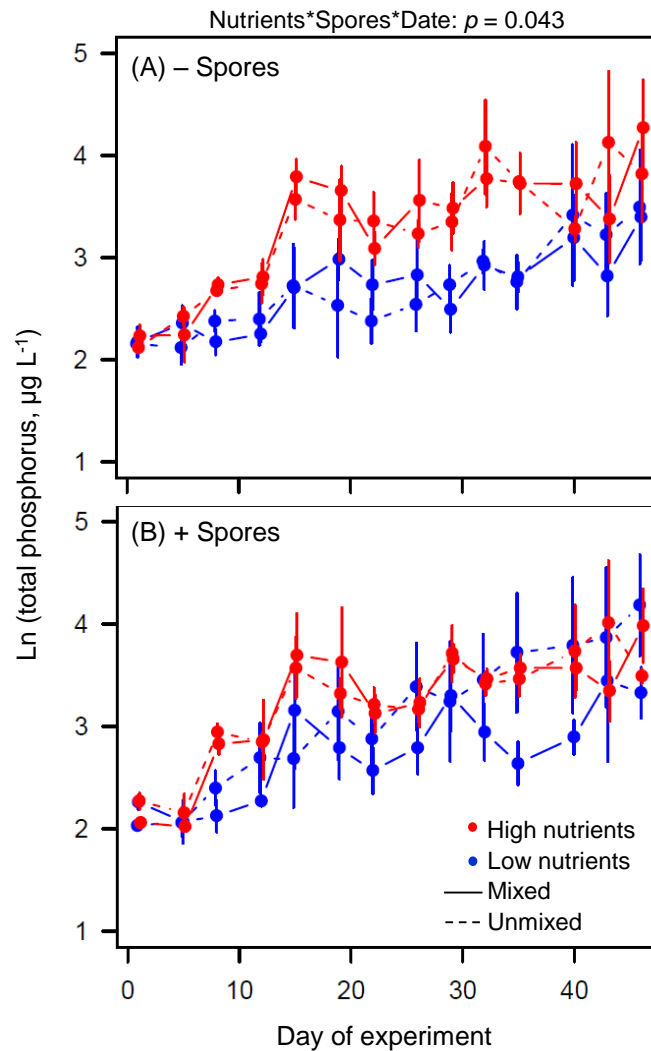 Nutrients*Spores*Date: p = 0.043
(A) – Spores
5
4
3
2
1
Ln (total phosphorus, µg L⁻¹)
(B) + Spores
5
4
3
2
1
High nutrients
Low nutrients
Mixed
Unmixed
0 10 20 30 40
Day of experiment